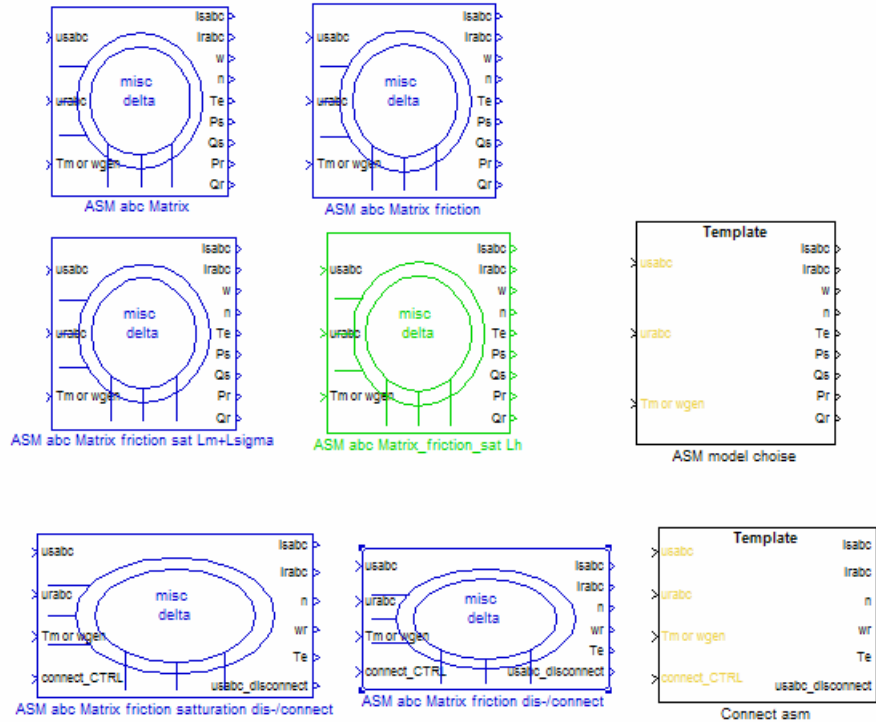 Isabc
usabc
Irabc
w
misc
n
delta
urabc
Te
Ps
Qs
Tm or wgen
Pr
Qr
ASM abc Matrix
Isabc
usabc
Irabc
w
misc
n
delta
urabc
Te
Ps
Qs
Tm or wgen
Pr
Qr
ASM abc Matrix friction
Isabc
usabc
Irabc
w
misc
n
delta
urabc
Te
Ps
Qs
Tm or wgen
Pr
Qr
ASM abc Matrix friction sat Lm+Lsigma
Isabc
usabc
Irabc
w
misc
n
delta
urabc
Te
Ps
Qs
Tm or wgen
Pr
Qr
ASM abc Matrix_friction_sat Lh
Template
Isabc
usabc
Irabc
w
n
urabc
Te
Ps
Qs
Pr
Tm or wgen
Qr
ASM model choise
Isabc
usabc
Irabc
misc
urabc
n
delta
Tm or wgen
wr
Te
connect_CTRL
usabc_disconnect
ASM abc Matrix friction satturation dis-/connect
Isabc
usabc
Irabc
misc
urabc
n
delta
Tm or wgen
wr
Te
connect_CTRL
usabc_disconnect
ASM abc Matrix friction dis-/connect
Template
Isabc
usabc
Irabc
urabc
n
Tm or wgen
wr
Te
connect_CTRL
usabc_disconnect
Connect asm